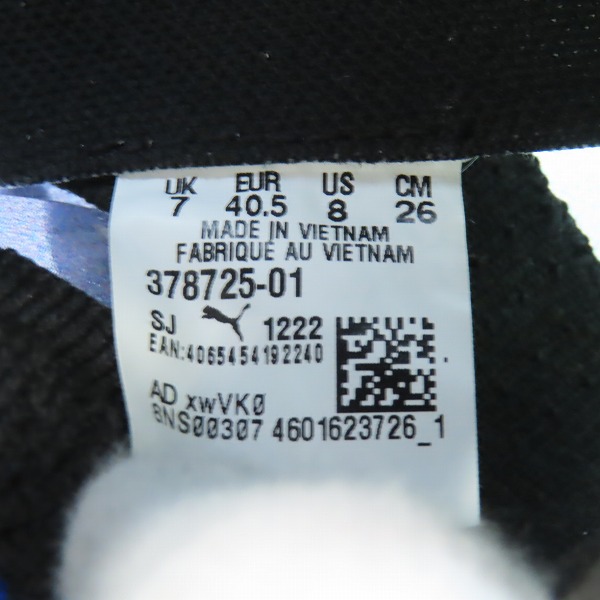 UK EUR US CM
7 40.5 8 26
MADE IN VIETNAM
FABRIQUE AU VIETNAM
378725-01
SJ 1222
EAN:4065454192240
AD xwVK0
BNS00307 4601623726_1